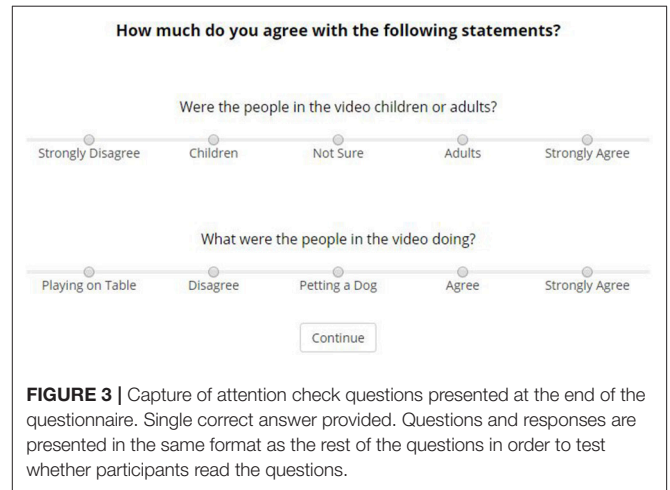 How much do you agree with the following statements?
Were the people in the video children or adults?
Strongly Disagree Children Not Sure Adults Strongly Agree
What were the people in the video doing?
Playing on Table Disagree Petting a Dog Agree Strongly Agree
Continue
FIGURE 3 | Capture of attention check questions presented at the end of the
questionnaire. Single correct answer provided. Questions and responses are
presented in the same format as the rest of the questions in order to test
whether participants read the questions.